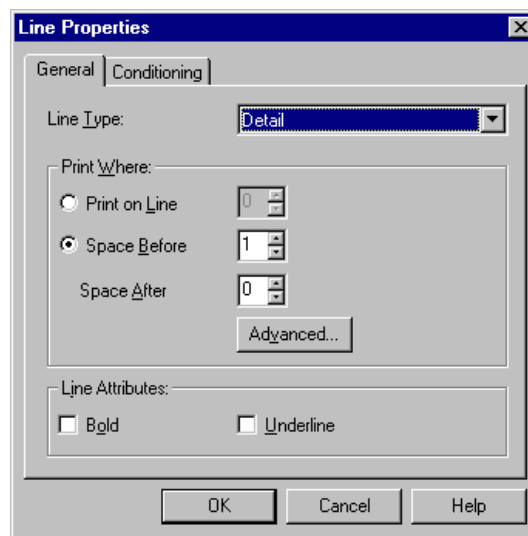 Line Properties
General Conditioning
Line Type: Detail
Print Where:
Print on Line 0
Space Before 1
Space After 0
Advanced...
Line Attributes:
Bold Underline
OK Cancel Help